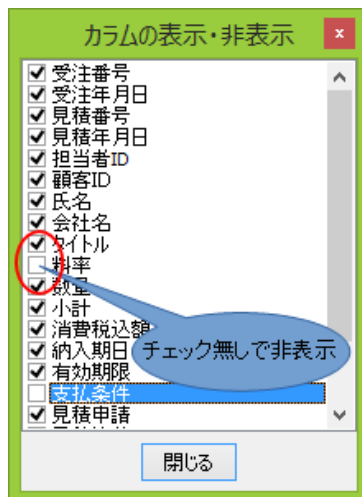 カラムの表示・非表示
x
受注番号
受注年月日
見積番号
見積年月日
担当者ID
顧客ID
氏名
会社名
タイトル
料率
数量
小計
消費税込額
納入期日
チェック無しで非表示
有効期限
支払条件
見積申請
閉じる